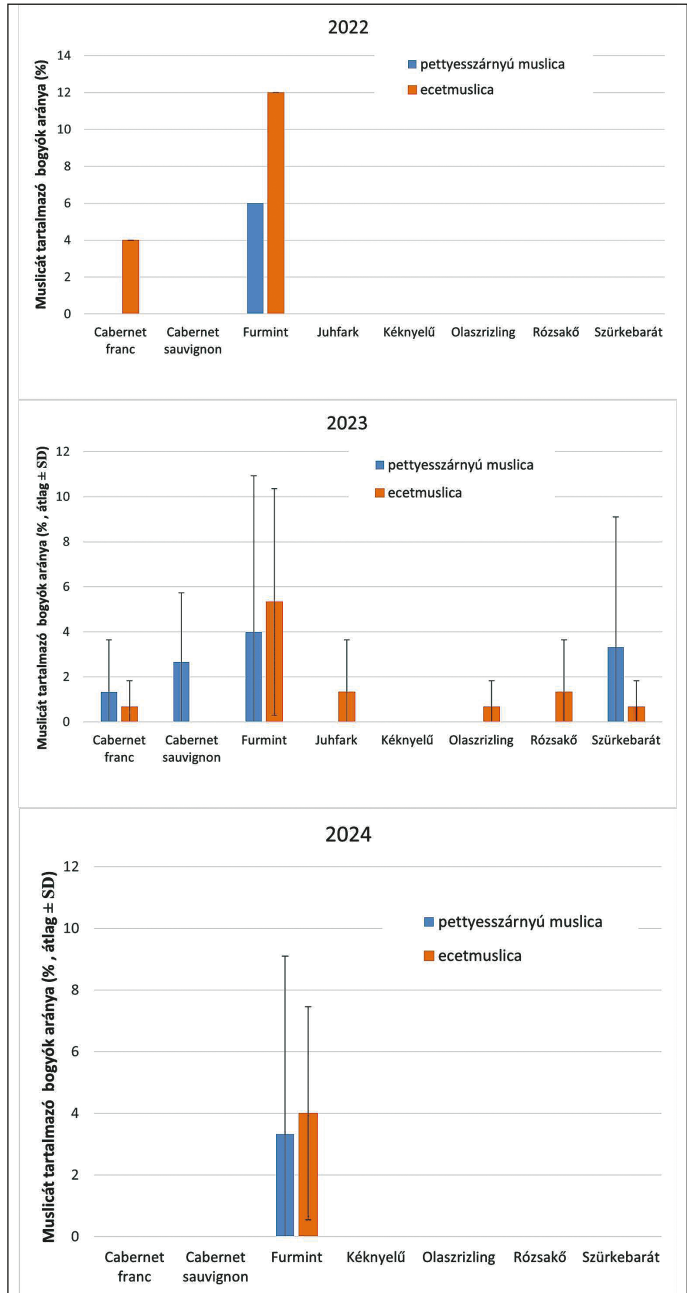 2022
Muslicát tartalmazó bogyók aránya (%)
14
12
10
8
6
4
2
0
pettyesszárnyú muslica
ecetmuslica
Cabernet
franc
Cabernet
sauvignon
Furmint
Juhfark
Kéknyelű
Olaszrizling
Rózsakő
Szürkebarát
2023
Muslicát tartalmazó bogyók aránya (% , átlag ± SD)
12
10
8
6
4
2
0
pettyesszárnyú muslica
ecetmuslica
Cabernet
franc
Cabernet
sauvignon
Furmint
Juhfark
Kéknyelű
Olaszrizling
Rózsakő
Szürkebarát
2024
Muslicát tartalmazó bogyók aránya (% , átlag ± SD)
12
10
8
6
4
2
0
pettyesszárnyú muslica
ecetmuslica
Cabernet
franc
Cabernet
sauvignon
Furmint
Kéknyelű
Olaszrizling
Rózsakő
Szürkebarát